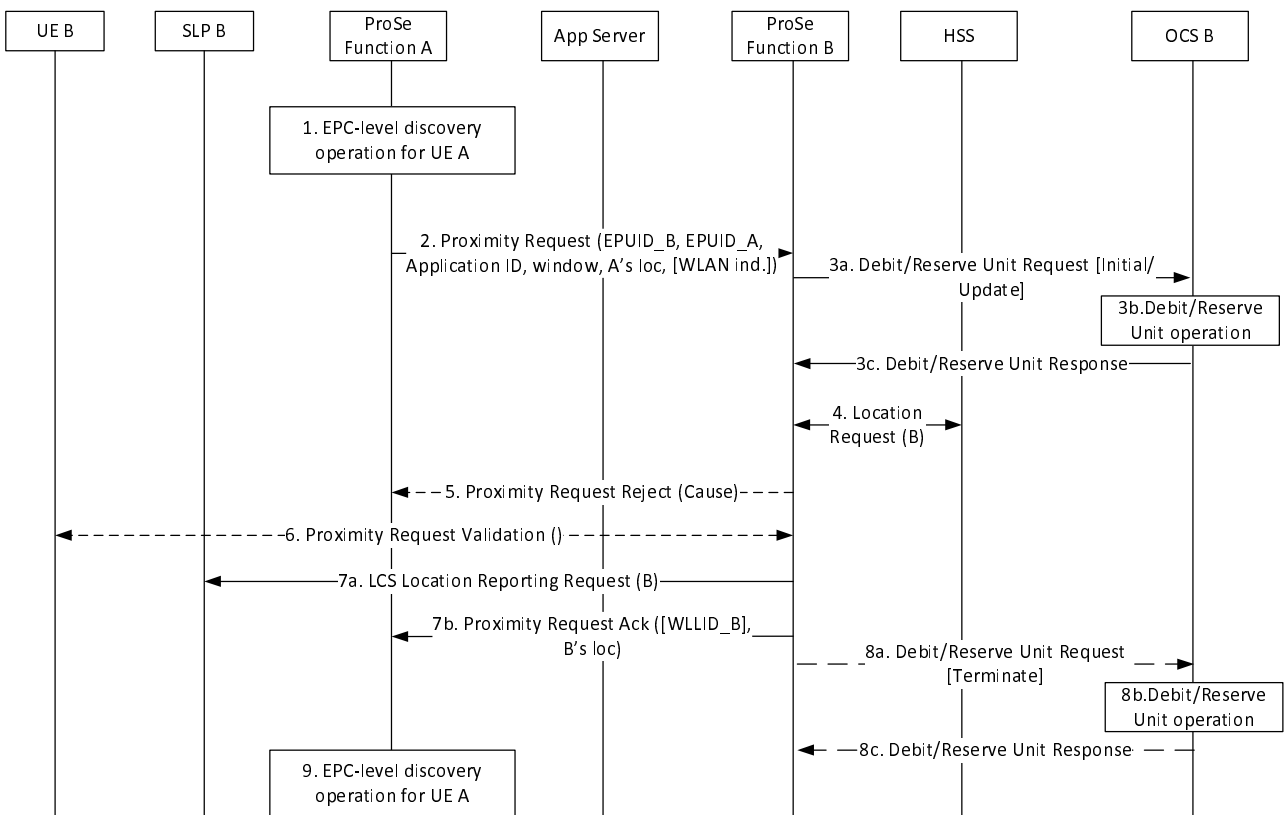 UE B
SLP B
ProSe
Function A
App Server
ProSe
Function B
HSS
OCS B
1. EPC-level discovery
operation for UE A
2. Proximity Request (EPUID_B, EPUID_A,
Application ID, window, A’s loc, [WLAN ind.])
3a. Debit/Reserve Unit Request [Initial/
Update]
3b.Debit/Reserve
Unit operation
3c. Debit/Reserve Unit Response
4. Location
Request (B)
5. Proximity Request Reject (Cause)
6. Proximity Request Validation ()
7a. LCS Location Reporting Request (B)
7b. Proximity Request Ack ([WLLID_B],
B’s loc)
8a. Debit/Reserve Unit Request
[Terminate]
8b.Debit/Reserve
Unit operation
8c. Debit/Reserve Unit Response
9. EPC-level discovery
operation for UE A